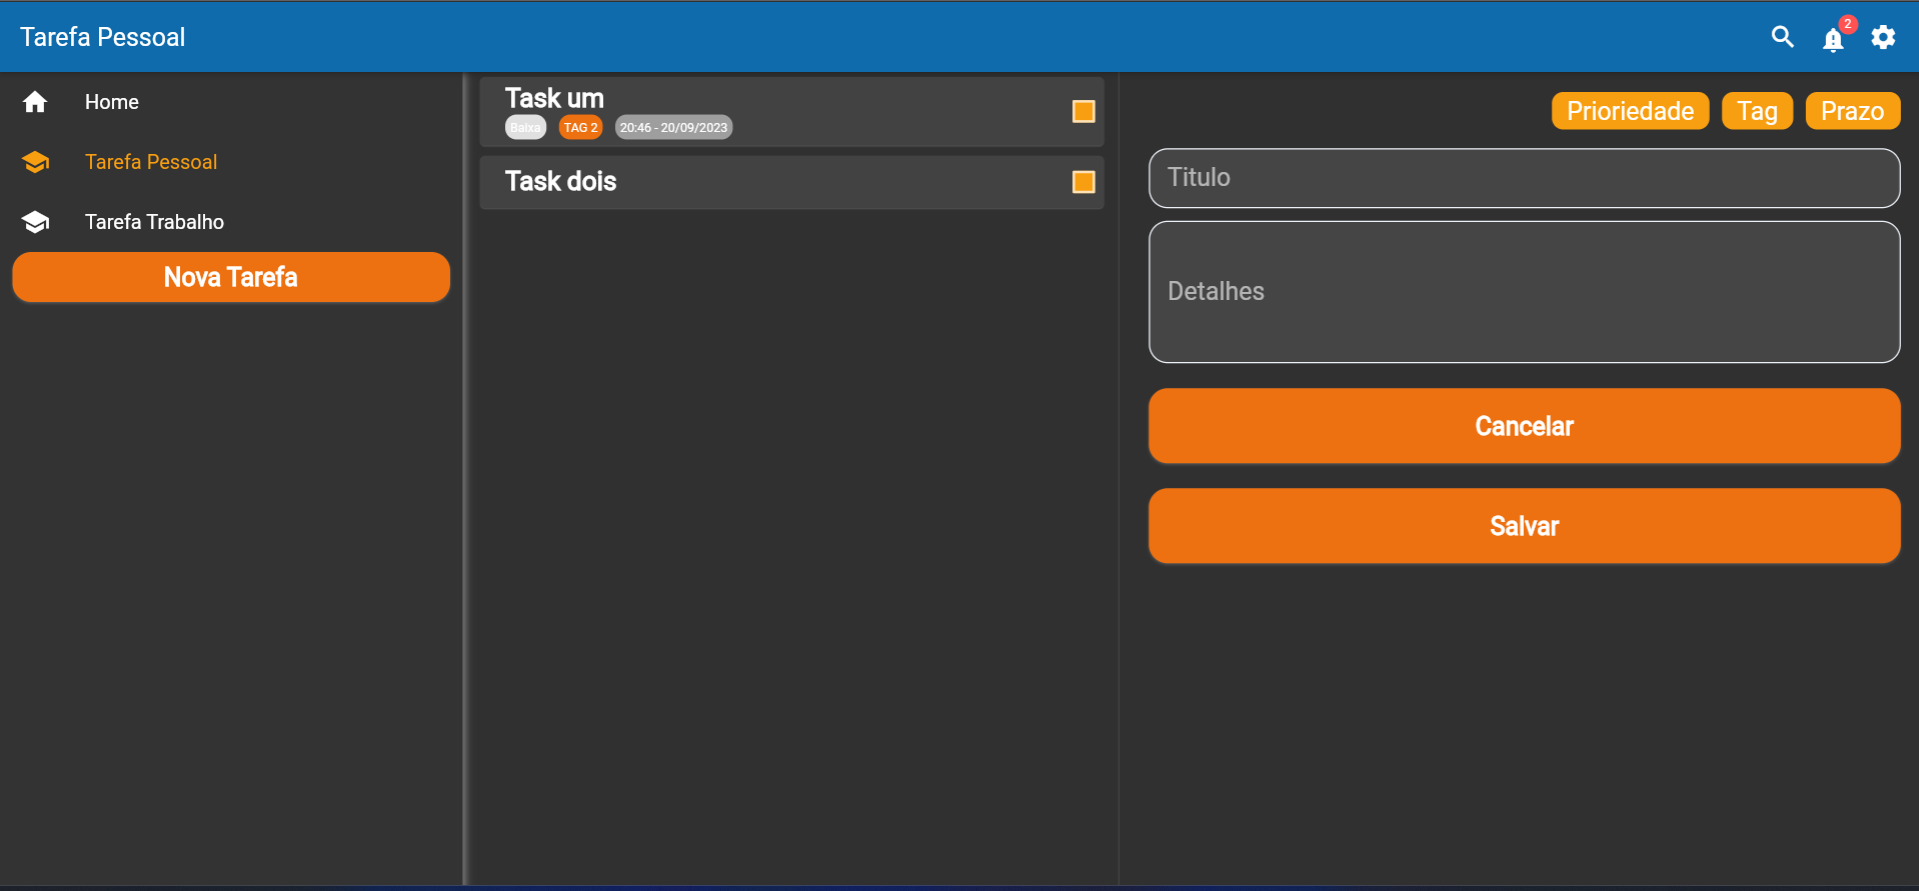 Tarefa Pessoal
2
Home
Tarefa Pessoal
Tarefa Trabalho
Nova Tarefa
Task um
Baixa TAG 2 20:46 - 20/09/2023
Task dois
Prioriedade Tag Prazo
Titulo
Detalhes
Cancelar
Salvar